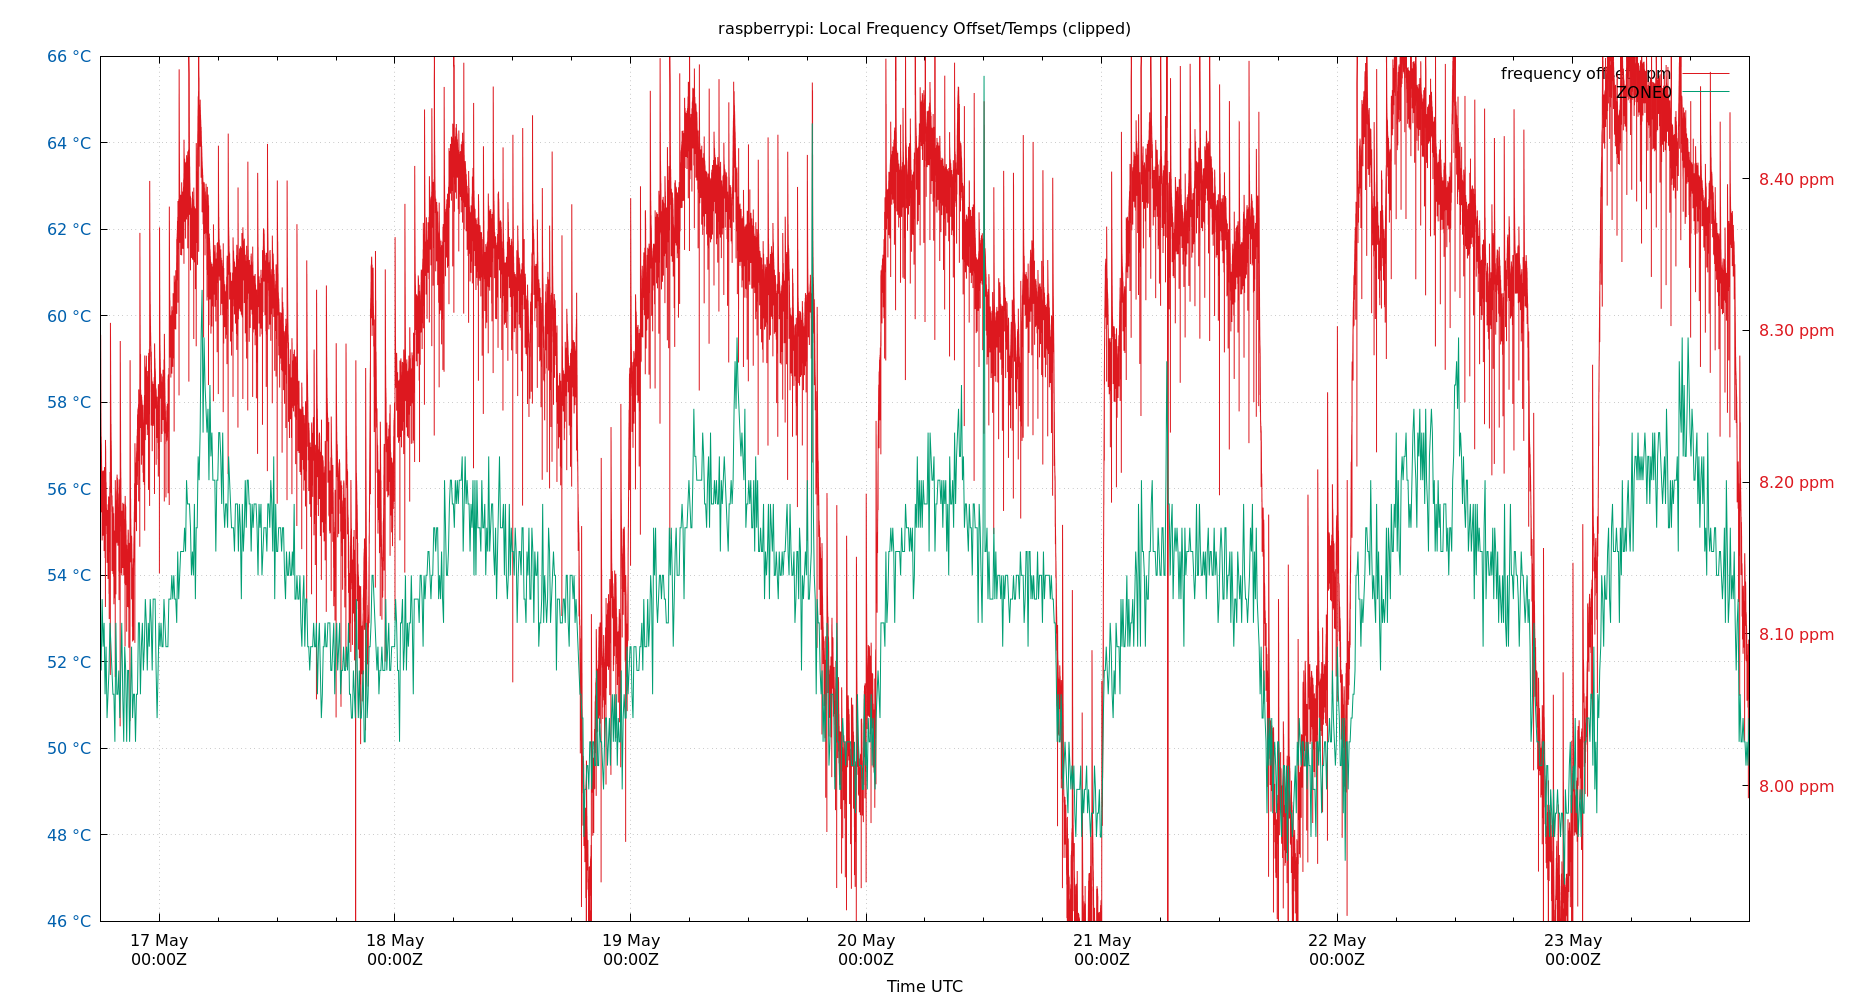 raspberrypi: Local Frequency Offset/Temps (clipped)
66 °C
64 °C
62 °C
60 °C
58 °C
56 °C
54 °C
52 °C
50 °C
48 °C
46 °C
frequency offset ppm
ZONE0
8.40 ppm
8.30 ppm
8.20 ppm
8.10 ppm
8.00 ppm
17 May
00:00Z
18 May
00:00Z
19 May
00:00Z
20 May
00:00Z
21 May
00:00Z
22 May
00:00Z
23 May
00:00Z
Time UTC